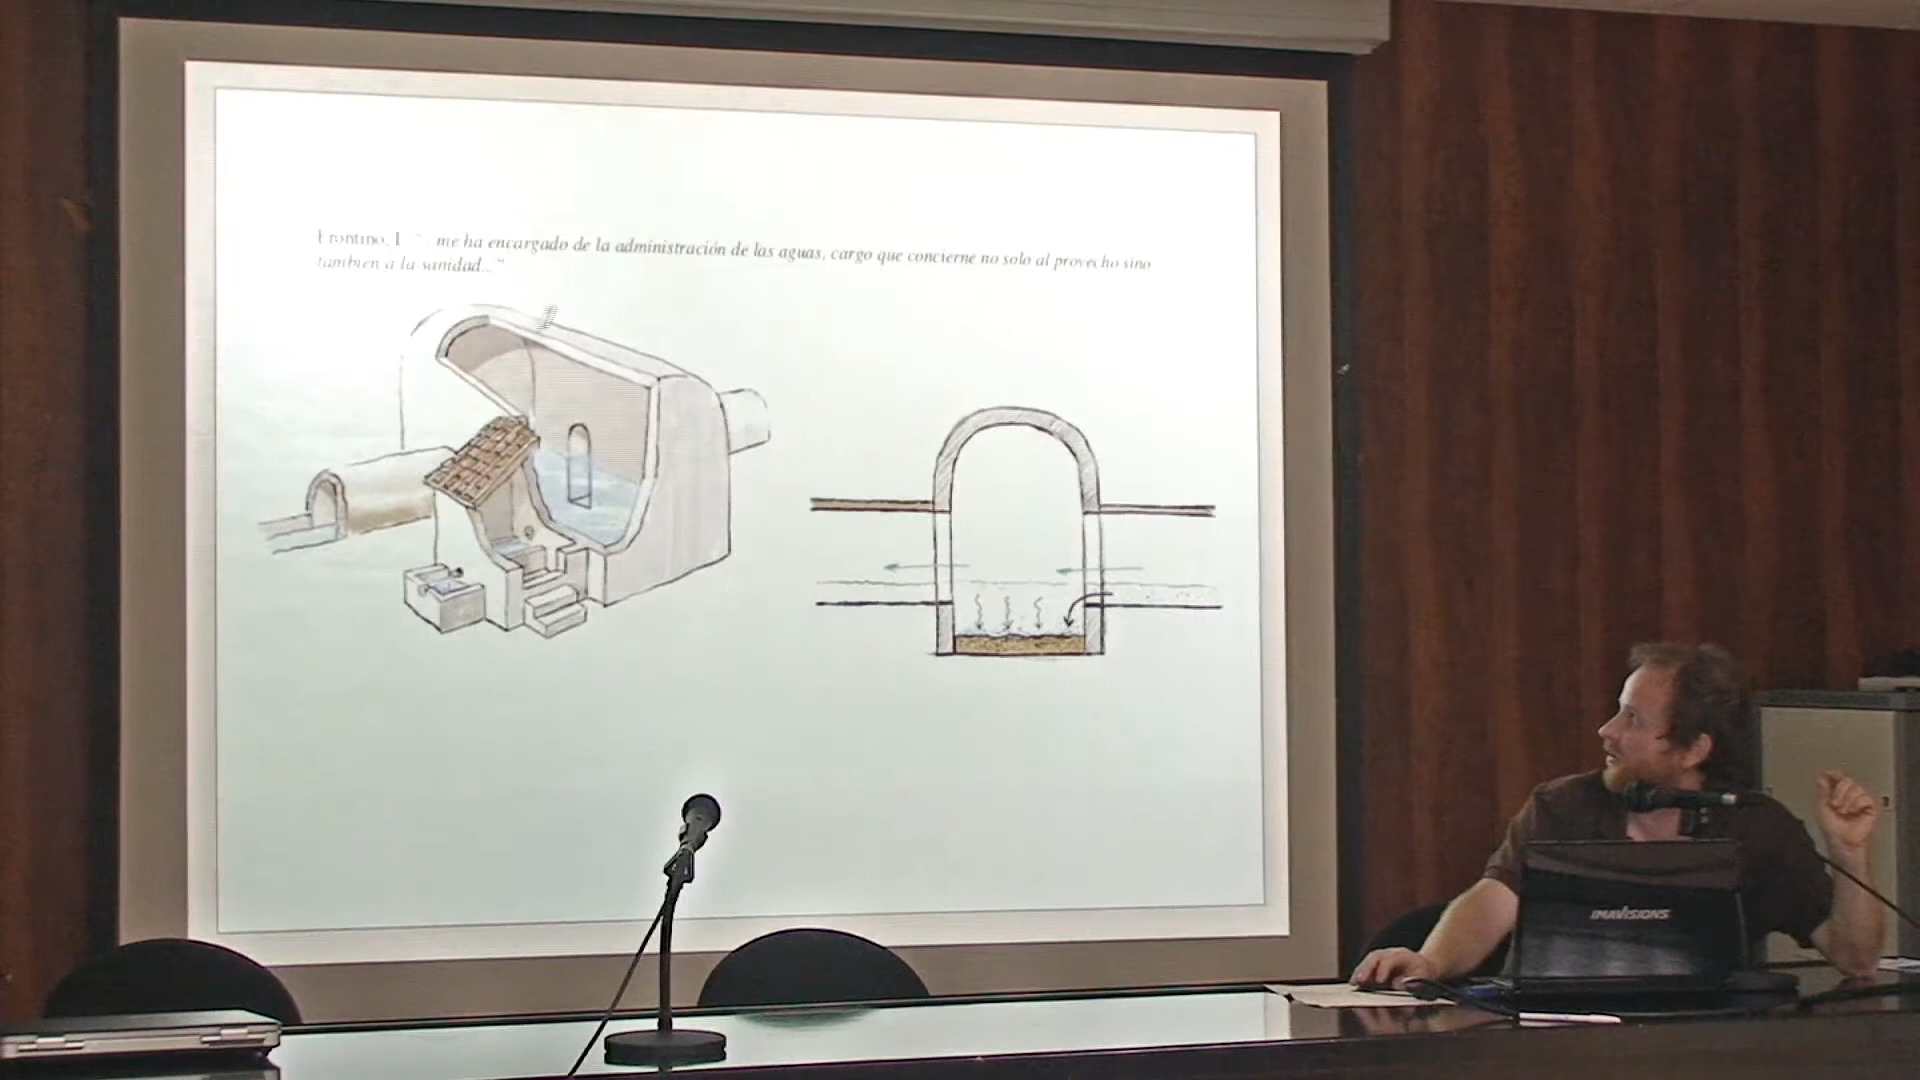 Frontino, I "...me ha encargado de la administración de las aguas, cargo que concierne no solo al provecho sino
tambien a la sanidad..."
IMAVISIONS